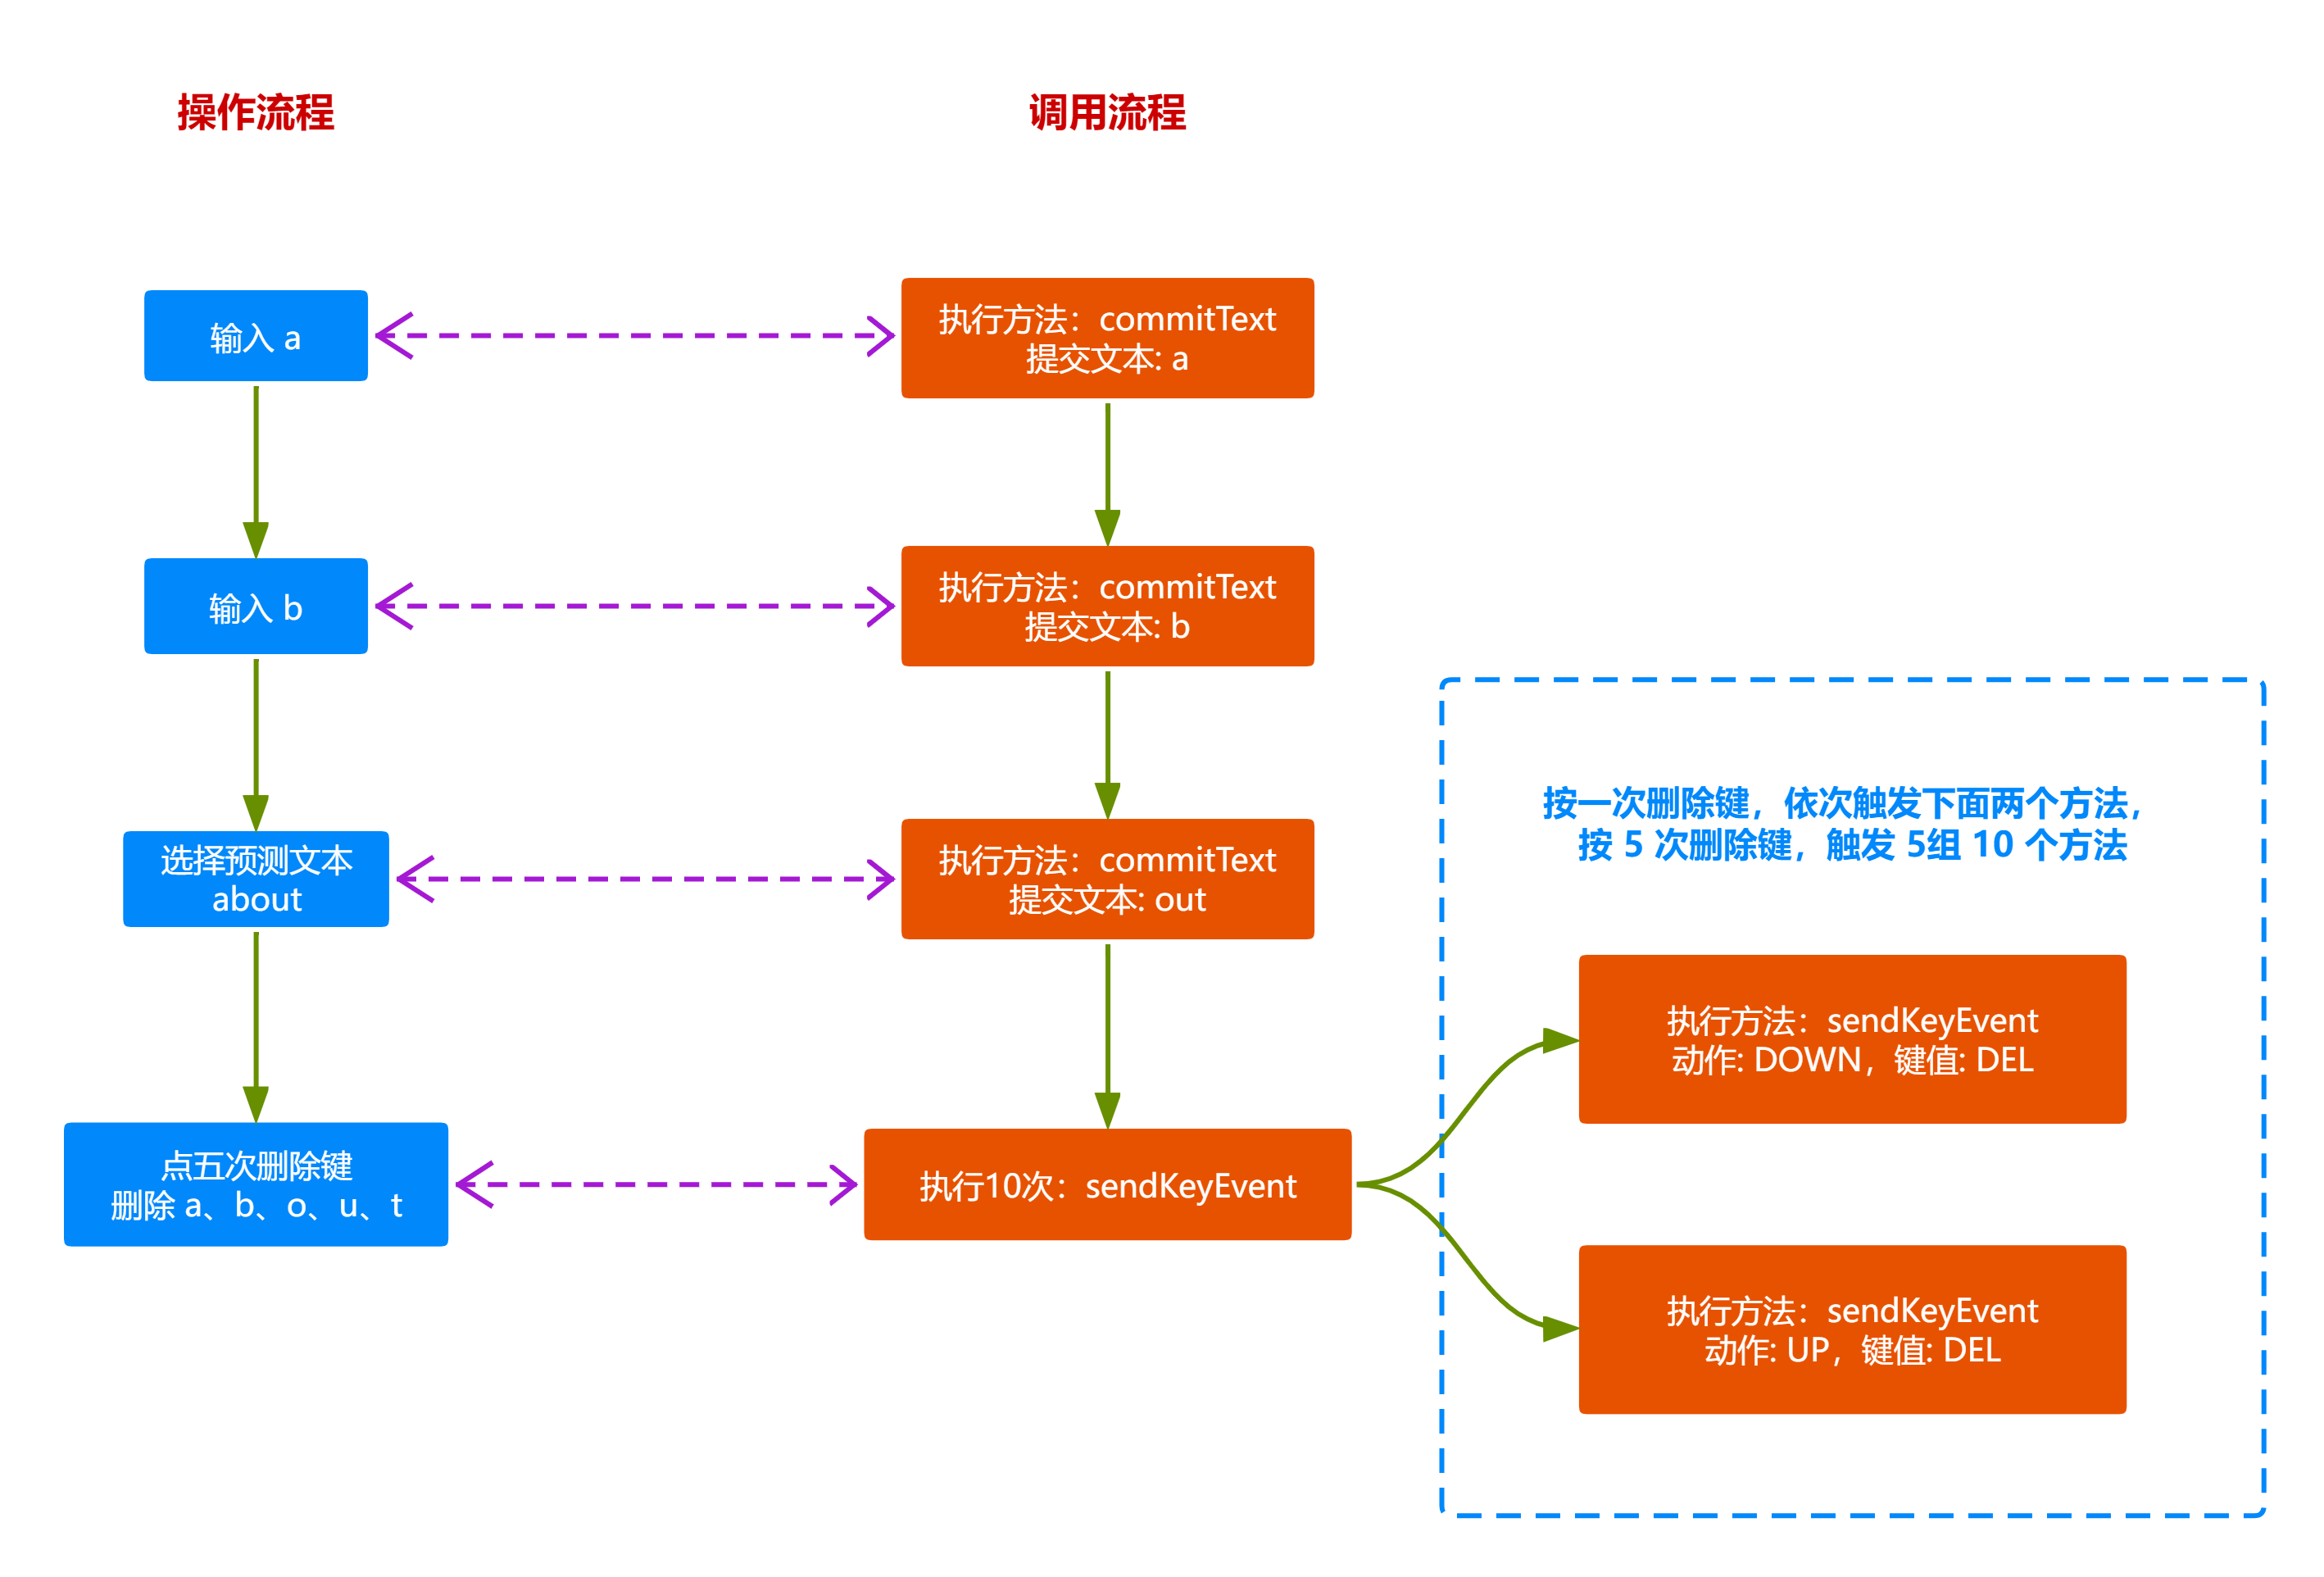 操作流程
调用流程
输入 a
执行方法：commitText
提交文本: a
输入 b
执行方法：commitText
提交文本: b
选择预测文本
about
执行方法：commitText
提交文本: out
点五次删除键
删除 a、b、o、u、t
执行10次：sendKeyEvent
按一次删除键，依次触发下面两个方法，
按 5 次删除键，触发 5组 10 个方法
执行方法：sendKeyEvent
动作: DOWN，键值: DEL
执行方法：sendKeyEvent
动作: UP，键值: DEL